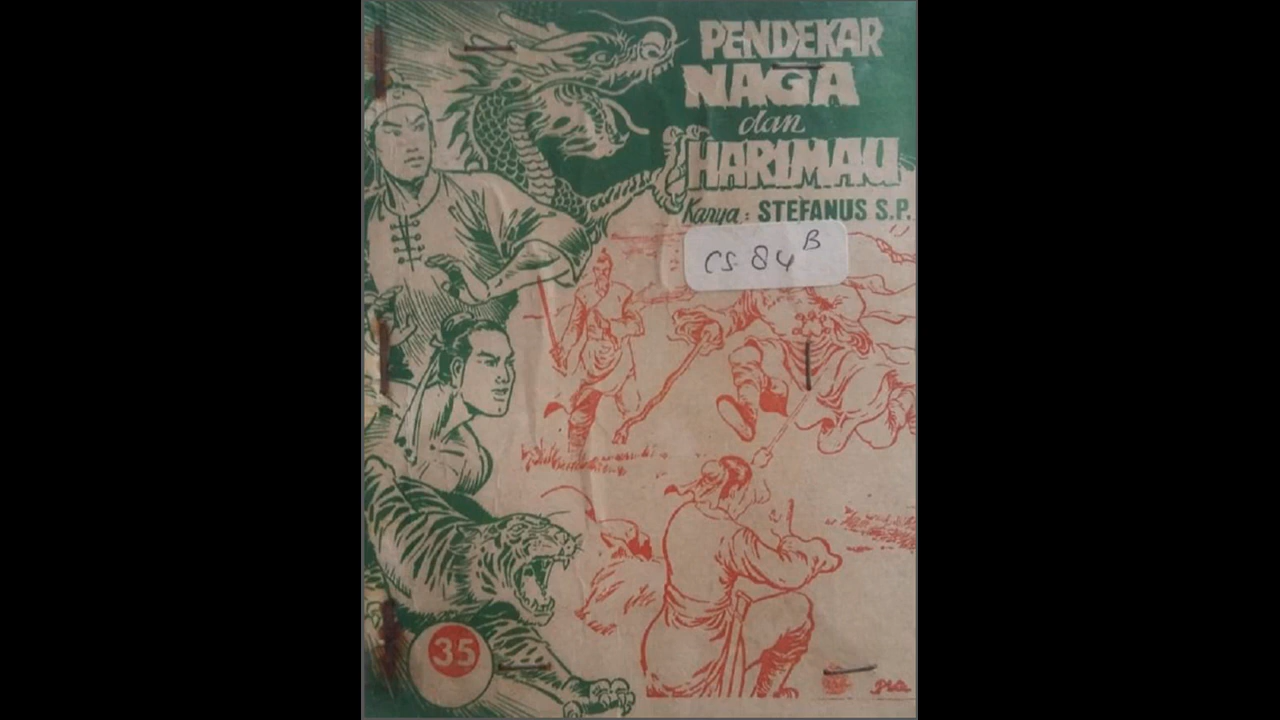 PENDEKAR
NAGA
dan
HARIMAU
Karya : STEFANUS S.P.
CS 84 B
35